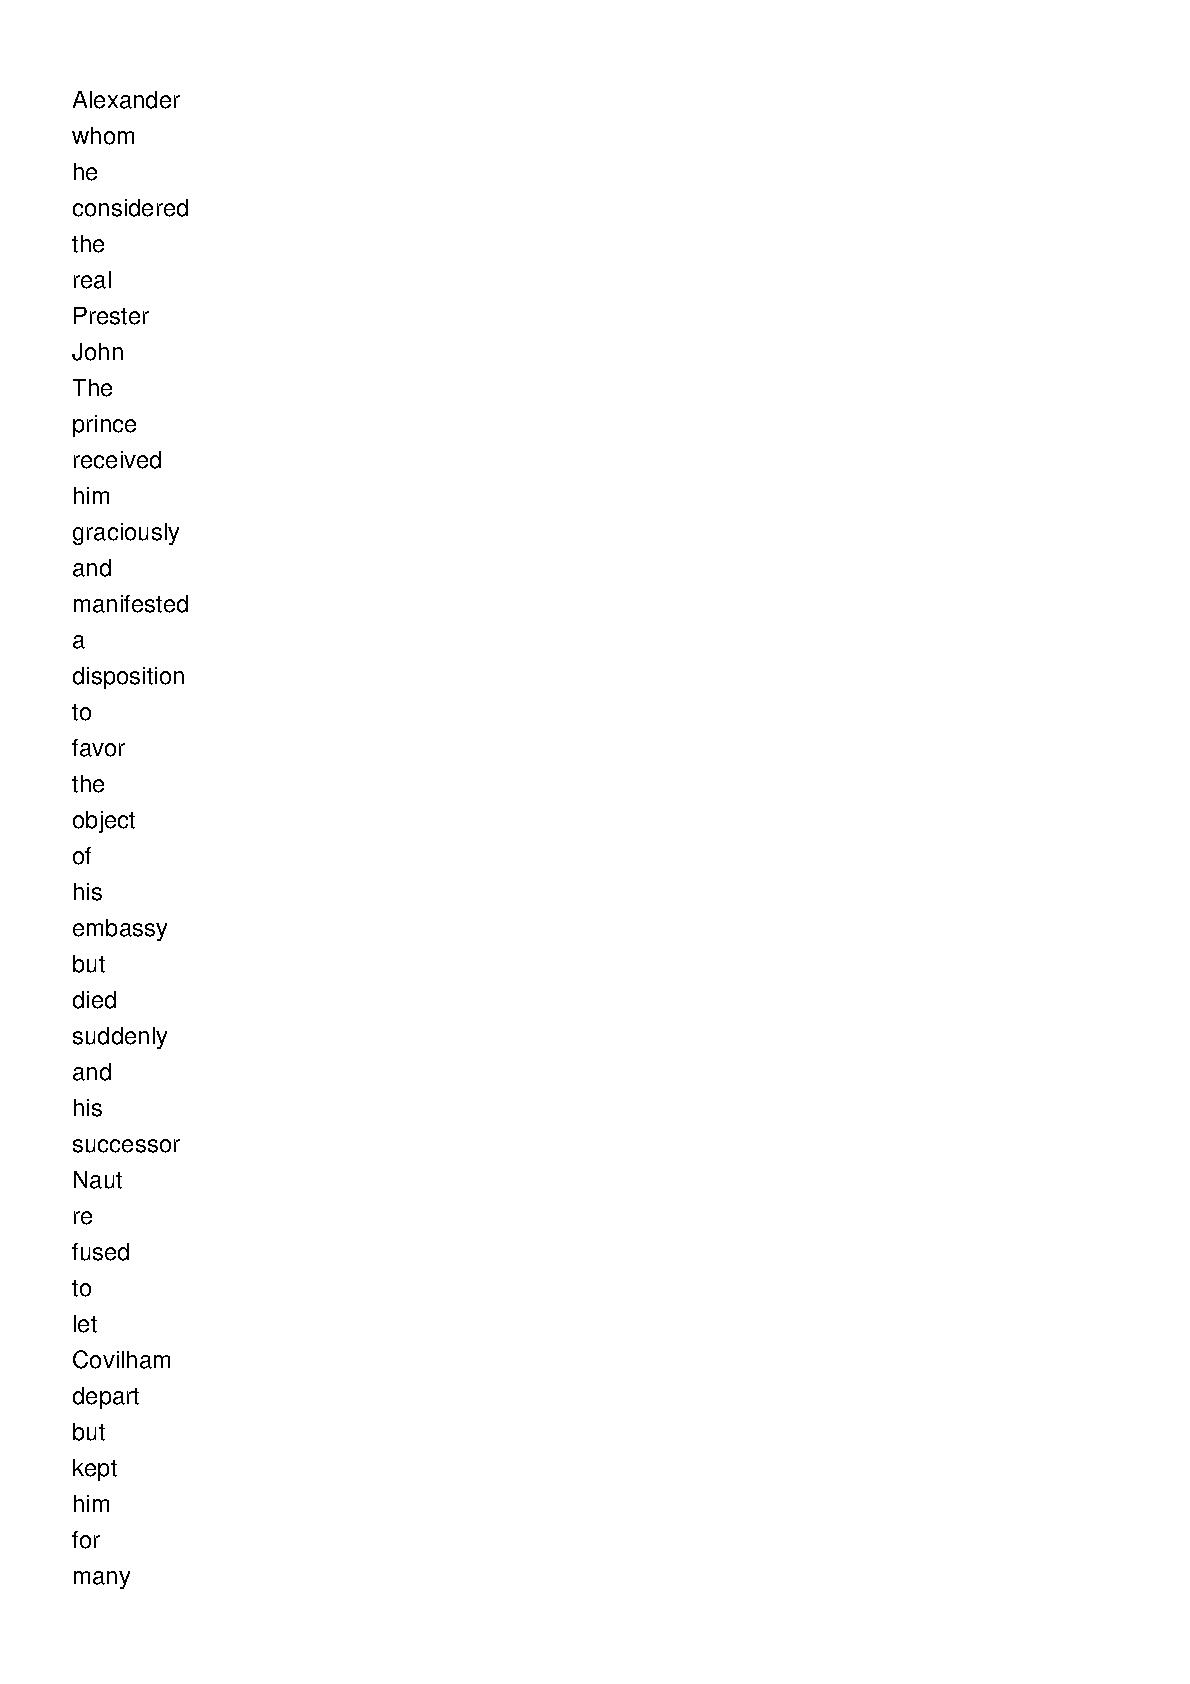 Alexander
whom
he
considered
the
real
Prester
John
The
prince
received
him
graciously
and
manifested
a
disposition
to
favor
the
object
of
his
embassy
but
died
suddenly
and
his
successor
Naut
re
fused
to
let
Covilham
depart
but
kept
him
for
many